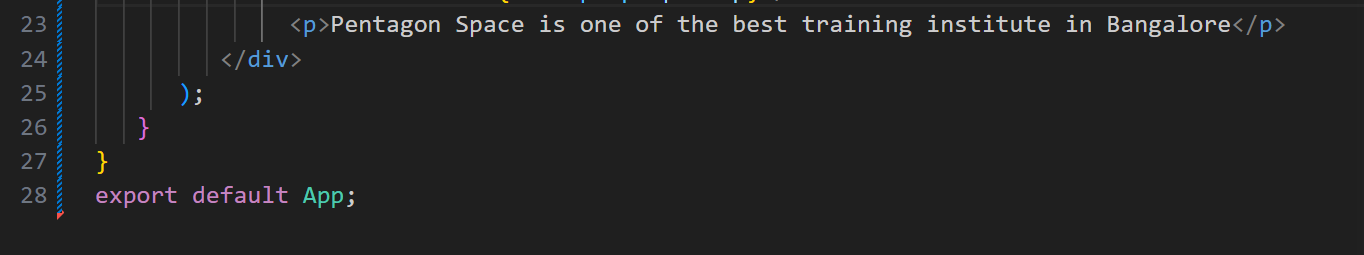 23 <p>Pentagon Space is one of the best training institute in Bangalore</p>
24 </div>
25 );
26 }
27 }
28 export default App;